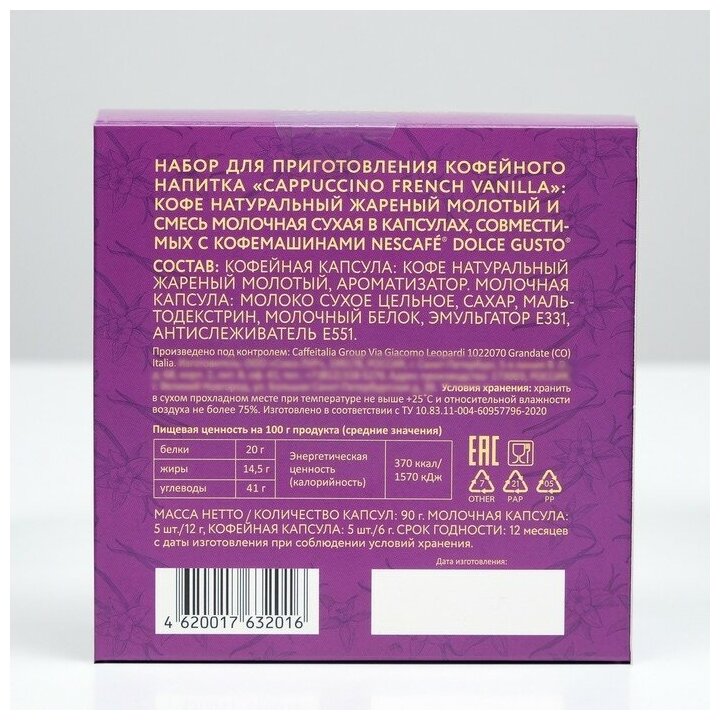 НАБОР ДЛЯ ПРИГОТОВЛЕНИЯ КОФЕЙНОГО
НАПИТКА «CAPPUCCINO FRENCH VANILLA»:
КОФЕ НАТУРАЛЬНЫЙ ЖАРЕНЫЙ МОЛОТЫЙ И
СМЕСЬ МОЛОЧНАЯ СУХАЯ В КАПСУЛАХ, СОВМЕСТИ-
МЫХ С КОФЕМАШИНАМИ NESCAFÉ® DOLCE GUSTO®
СОСТАВ: КОФЕЙНАЯ КАПСУЛА: КОФЕ НАТУРАЛЬНЫЙ
ЖАРЕНЫЙ МОЛОТЫЙ, АРОМАТИЗАТОР. МОЛОЧНАЯ
КАПСУЛА: МОЛОКО СУХОЕ ЦЕЛЬНОЕ, САХАР, МАЛЬ-
ТОДЕКСТРИН, МОЛОЧНЫЙ БЕЛОК, ЭМУЛЬГАТОР Е331,
АНТИСЛЕЖИВАТЕЛЬ Е551.
Произведено под контролем: Caffeitalia Group Via Giacomo Leopardi 1022070 Grandate (CO)
Italia.
Условия хранения: хранить
в сухом прохладном месте при температуре не выше +25°С и относительной влажности
воздуха не более 75%. Изготовлено в соответствии с ТУ 10.83.11-004-60957796-2020
Пищевая ценность на 100 г продукта (средние значения)
белки 20 г
жиры 14,5 г
углеводы 41 г
Энергетическая
ценность
(калорийность)
370 ккал/
1570 кДж
EAC
7 21 05
OTHER PAP PP
МАССА НЕТТО / КОЛИЧЕСТВО КАПСУЛ: 90 г. МОЛОЧНАЯ КАПСУЛА:
5 шт./12 г, КОФЕЙНАЯ КАПСУЛА: 5 шт./6 г. СРОК ГОДНОСТИ: 12 месяцев
с даты изготовления при соблюдении условий хранения.
Дата изготовления:
4 620017 632016